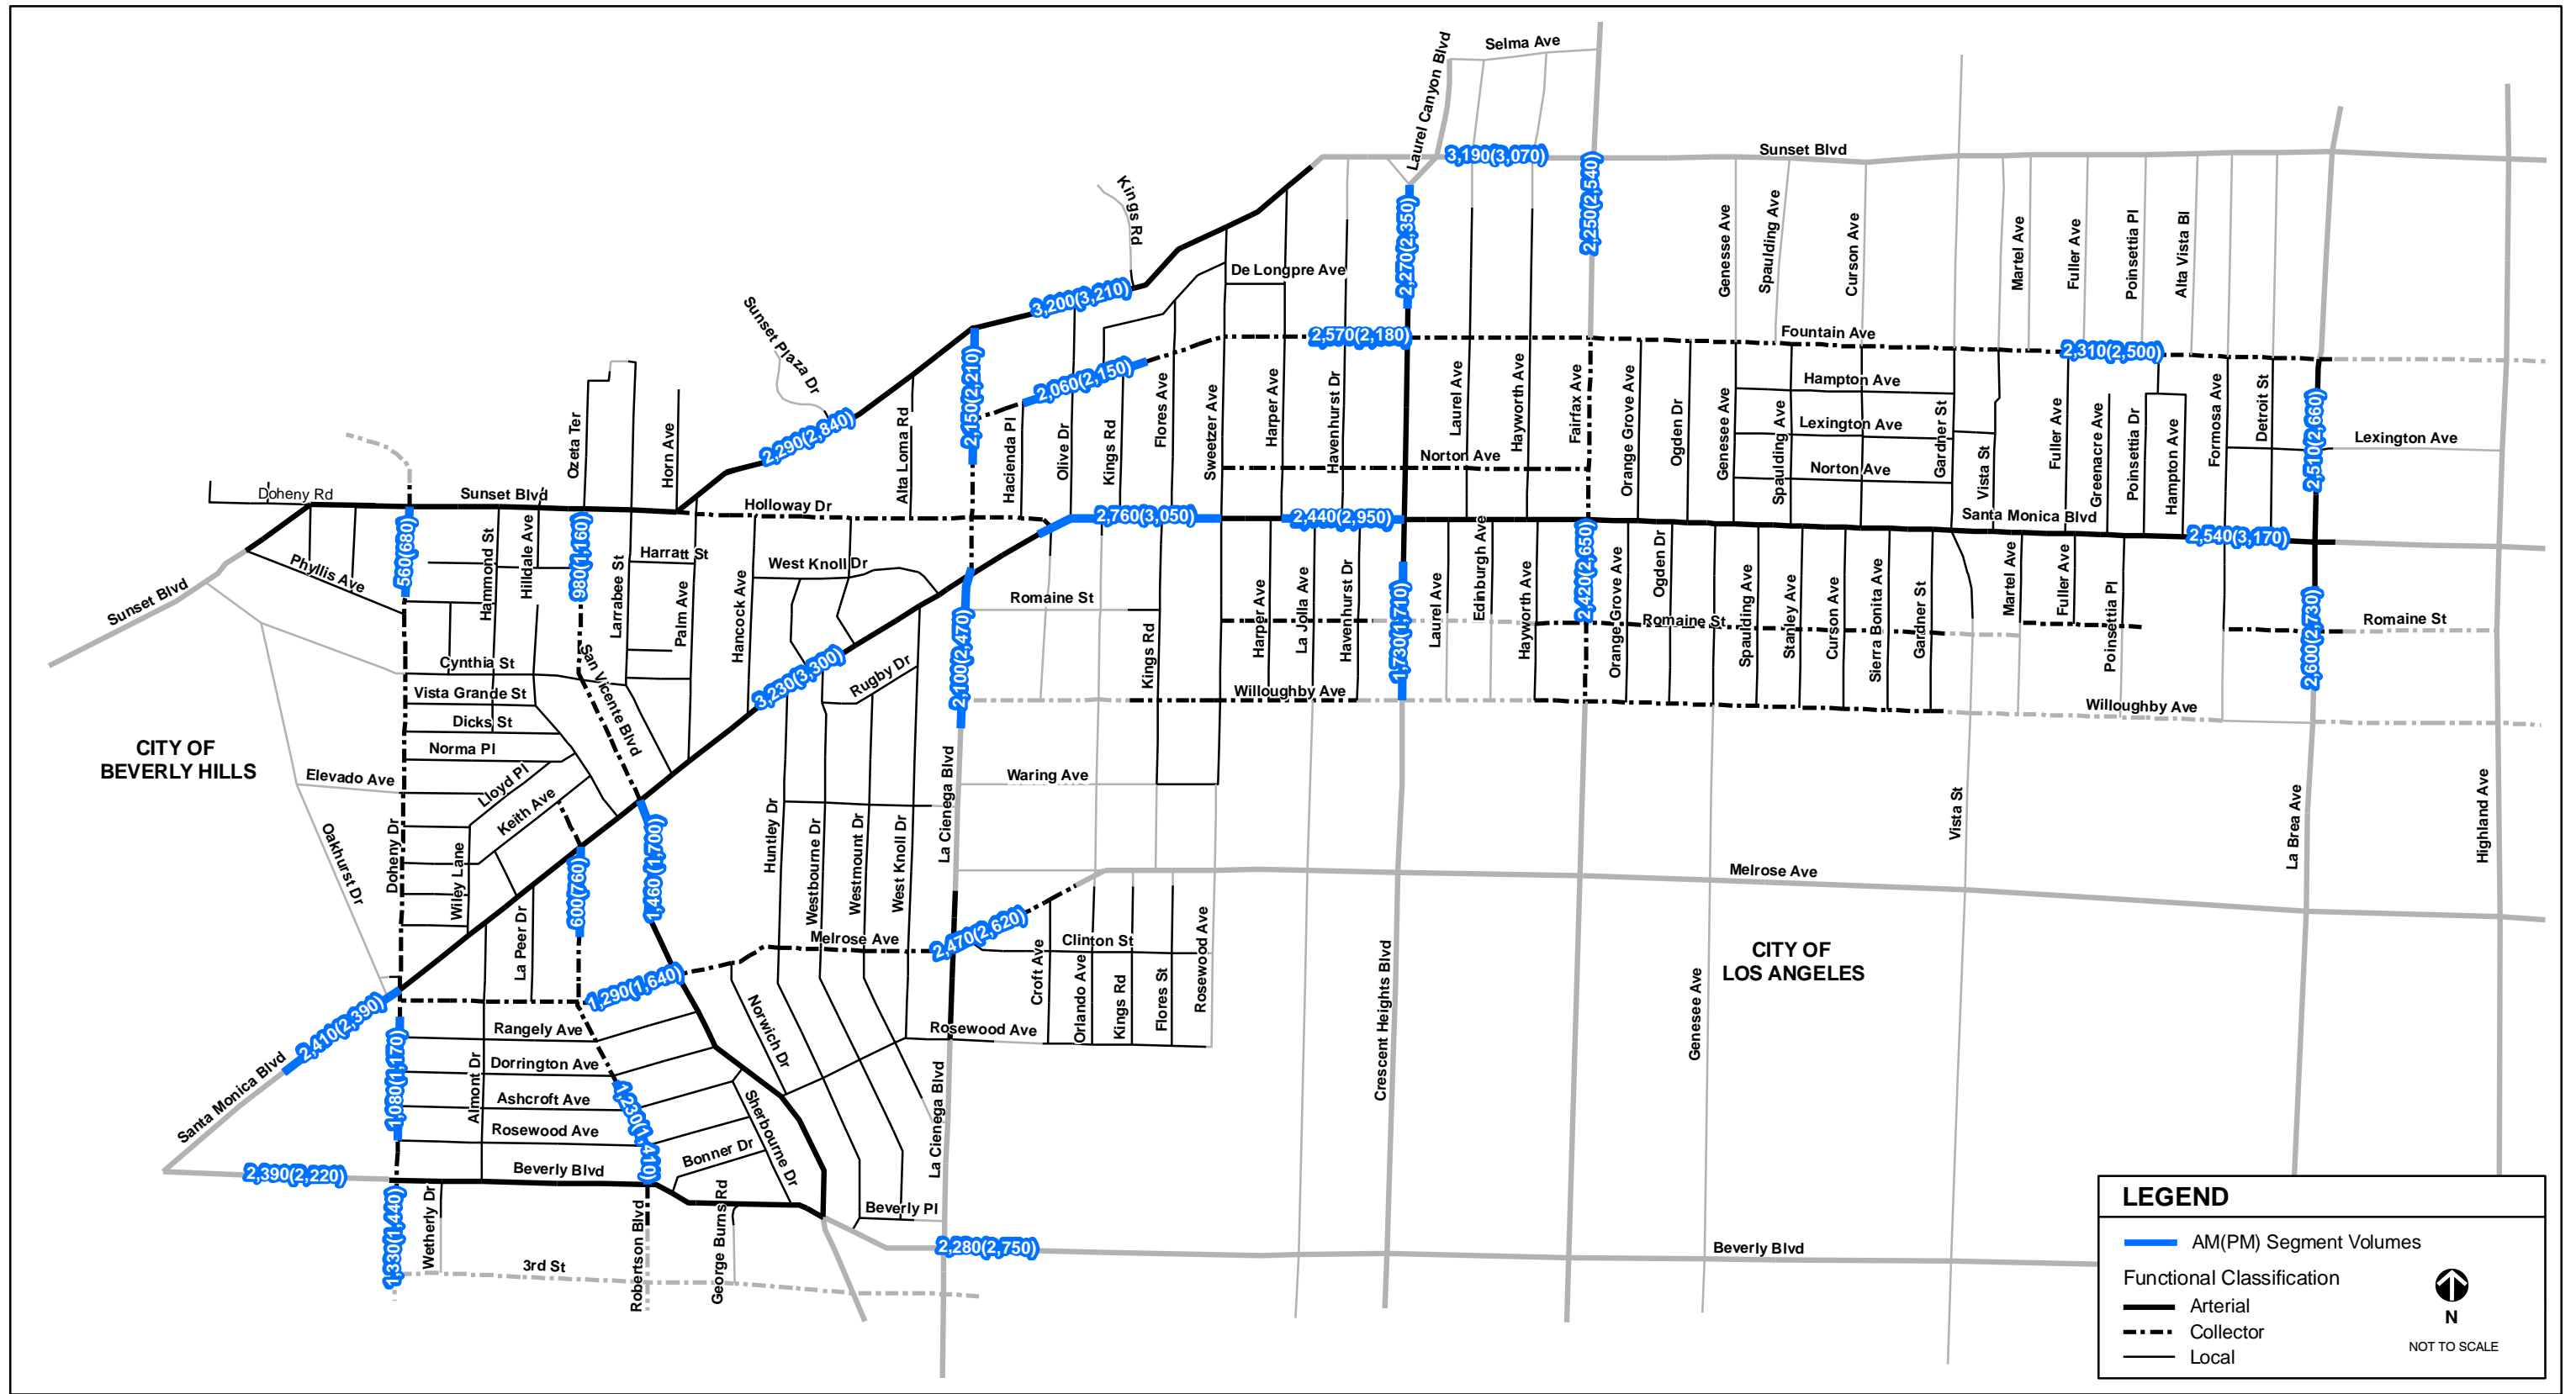 Selma Ave
Laurel Canyon Blvd
3,190(3,070)
Sunset Blvd
2,250(2,540)
Kings Rd
2,270(2,350)
De Longpre Ave
Genesee Ave
Spaulding Ave
Curson Ave
Martel Ave
Fuller Ave
Poinsettia Pl
Alta Vista Bl
3,200(3,210)
Sunset Plaza Dr
2,570(2,180)
Fountain Ave
2,310(2,500)
2,150(2,210)
2,060(2,150)
2,290(2,840)
Ozeta Ter
Horn Ave
Alta Loma Rd
Hacienda Pl
Olive Dr
Kings Rd
Flores Ave
Sweetzer Ave
Harper Ave
Havenhurst Dr
Laurel Ave
Hayworth Ave
Fairfax Ave
Orange Grove Ave
Ogden Dr
Genesee Ave
Hampton Ave
Spaulding Ave
Lexington Ave
Norton Ave
Norton Ave
Gardner St
Vista St
Fuller Ave
Greenacre Ave
Poinsettia Dr
Hampton Ave
Formosa Ave
Detroit St
2,510(2,660)
Lexington Ave
Doheny Rd
Sunset Blvd
Holloway Dr
2,760(3,050)
2,440(2,950)
Santa Monica Blvd
2,540(3,170)
560(680)
Hammond St
Hilldale Ave
980(1,160)
Larrabee St
Harratt St
Palm Ave
Hancock Ave
West Knoll Dr
Phyllis Ave
Sunset Blvd
Romaine St
2,100(2,470)
Kings Rd
Harper Ave
La Jolla Ave
Havenhurst Dr
1,730(1,710)
Laurel Ave
Edinburgh Ave
Hayworth Ave
2,420(2,650)
Orange Grove Ave
Ogden Dr
Romaine St
Spaulding Ave
Stanley Ave
Curson Ave
Sierra Bonita Ave
Gardner St
Martel Ave
Fuller Ave
Poinsettia Pl
2,600(2,730)
Romaine St
Cynthia St
San Vicente Blvd
3,230(3,300)
Rugby Dr
Vista Grande St
Willoughby Ave
Willoughby Ave
Dicks St
Norma Pl
CITY OF
BEVERLY HILLS
Elevado Ave
Lloyd Pl
Keith Ave
Waring Ave
La Cienega Blvd
Oakhurst Dr
Doheny Dr
Wiley Lane
La Peer Dr
600(760)
1,460(1,700)
Huntley Dr
Westbourne Dr
Westmount Dr
West Knoll Dr
Vista St
La Brea Ave
Highland Ave
Melrose Ave
Melrose Ave
2,470(2,620)
Clinton St
Croft Ave
Orlando Ave
Kings Rd
Flores St
Rosewood Ave
Crescent Heights Blvd
Genesee Ave
CITY OF
LOS ANGELES
1,290(1,640)
2,410(2,390)
Santa Monica Blvd
1,080(1,170)
Rangely Ave
Norwich Dr
Rosewood Ave
Dorrington Ave
Almont Dr
Ashcroft Ave
1,230(1,410)
Sherbourne Dr
La Cienega Blvd
Rosewood Ave
Bonner Dr
2,390(2,220)
Beverly Blvd
Beverly Pl
1,330(1,440)
Wetherly Dr
Robertson Blvd
George Burns Rd
3rd St
2,280(2,750)
Beverly Blvd
LEGEND
AM(PM) Segment Volumes
Functional Classification
Arterial
Collector
Local
N
NOT TO SCALE